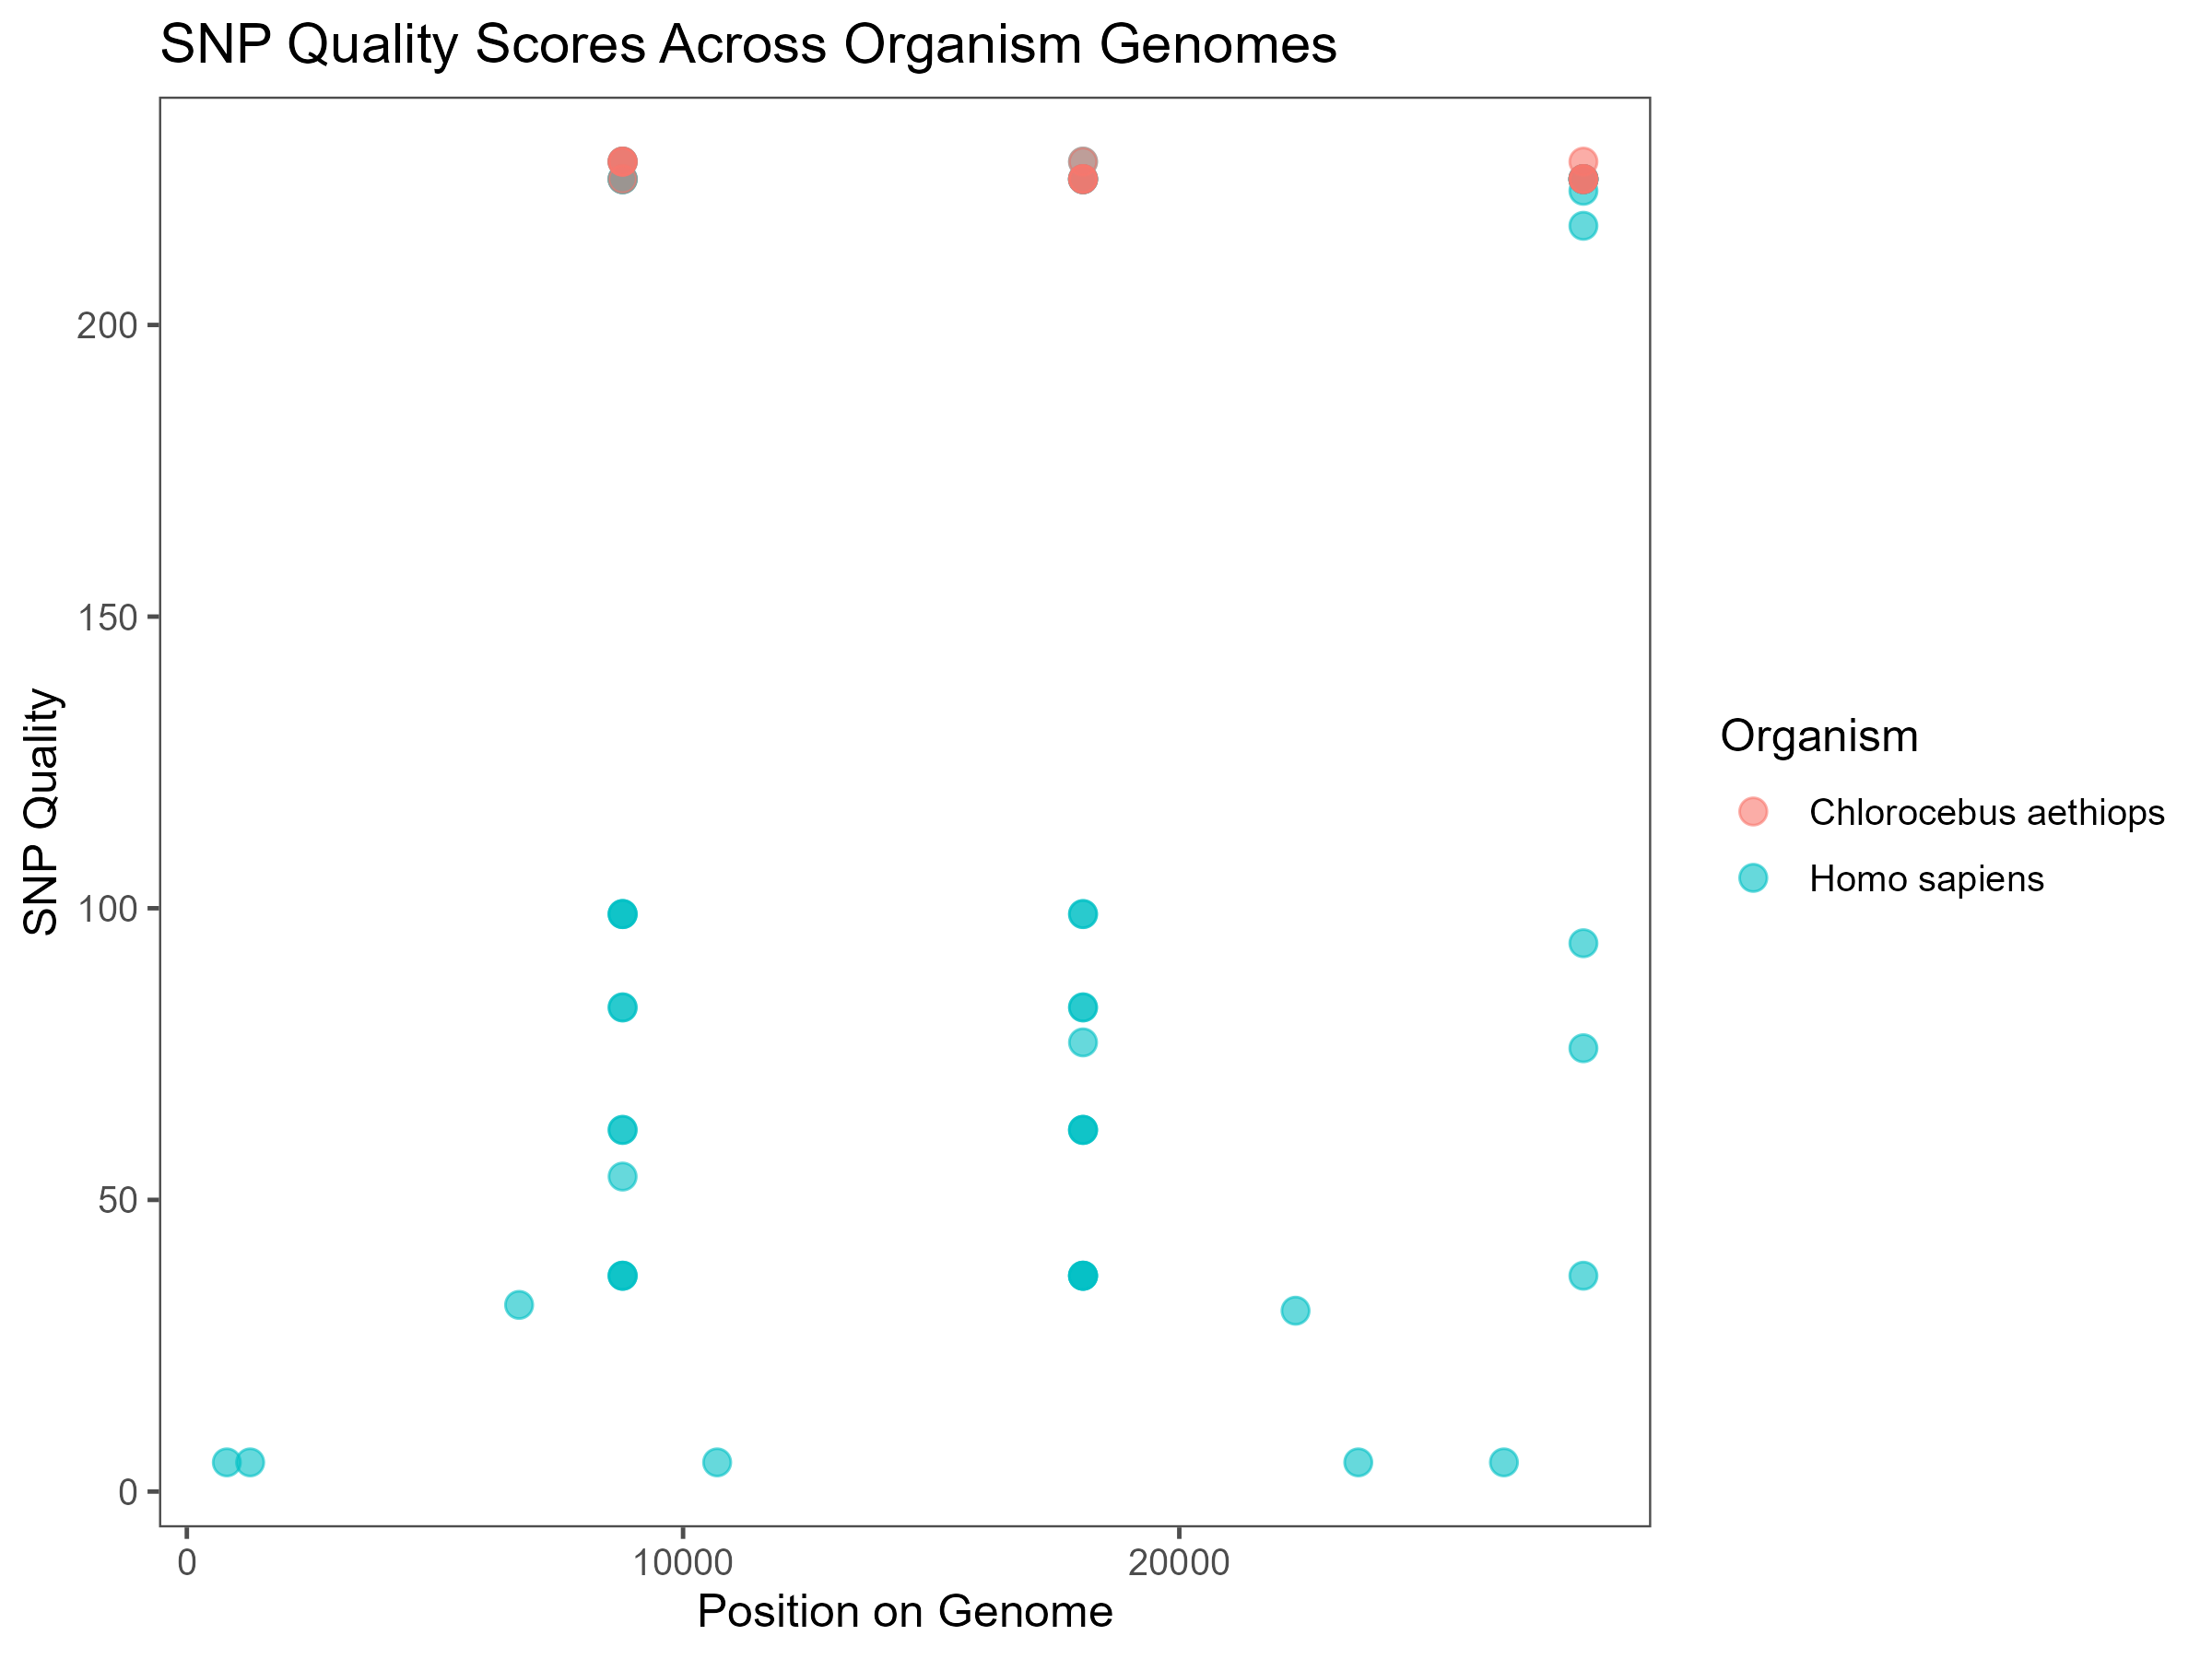 SNP Quality Scores Across Organism Genomes
200
150
100
50
0
SNP Quality
0 10000 20000
Position on Genome
Organism
Chlorocebus aethiops
Homo sapiens